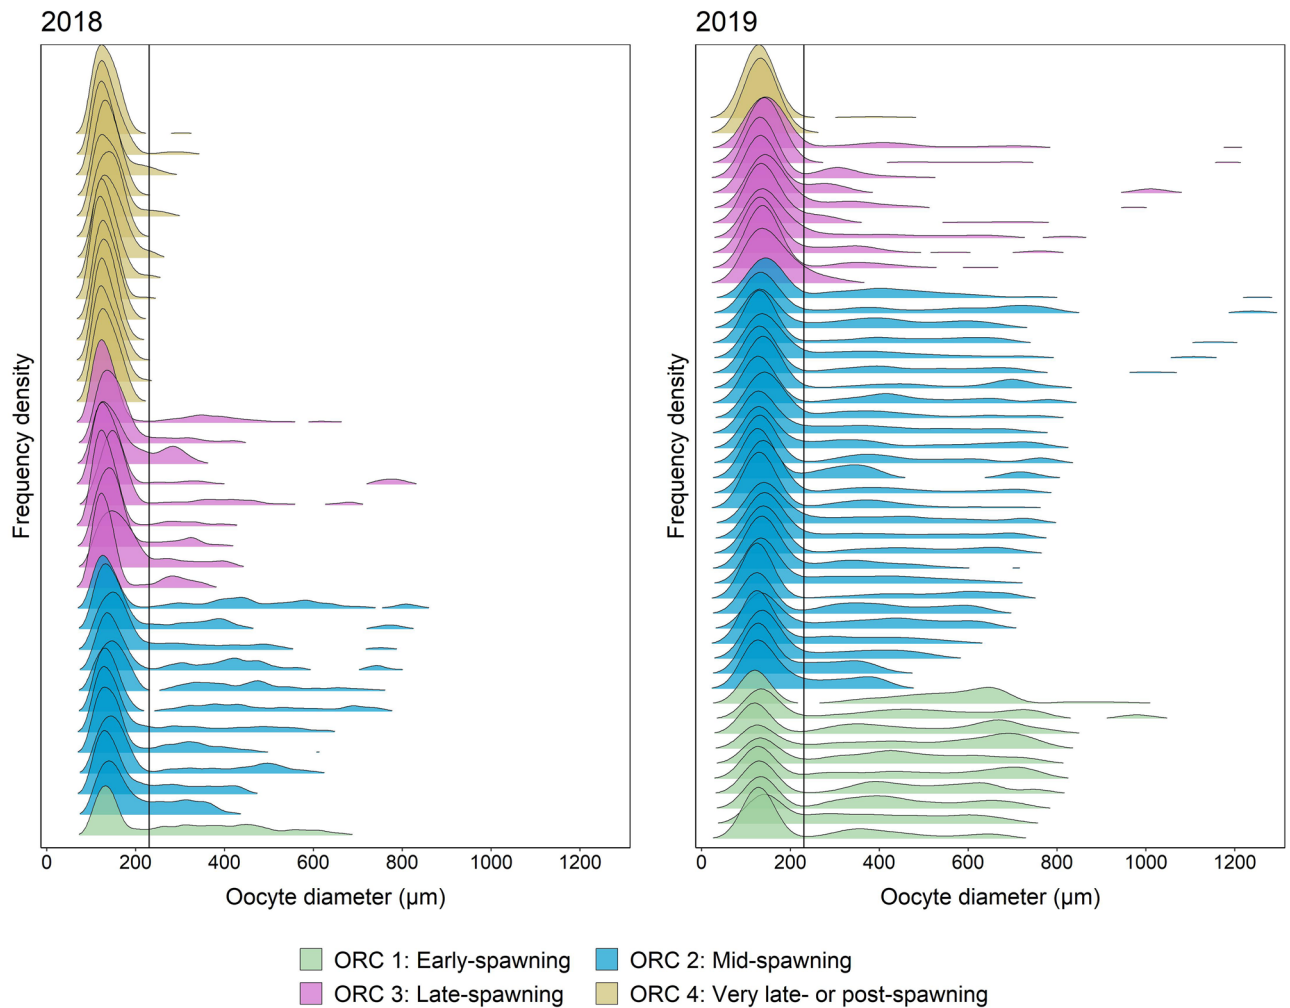 2018
2019
Frequency density
Frequency density
0 200 400 600 800 1000 1200
0 200 400 600 800 1000 1200
Oocyte diameter (µm)
Oocyte diameter (µm)
ORC 1: Early-spawning
ORC 2: Mid-spawning
ORC 3: Late-spawning
ORC 4: Very late- or post-spawning